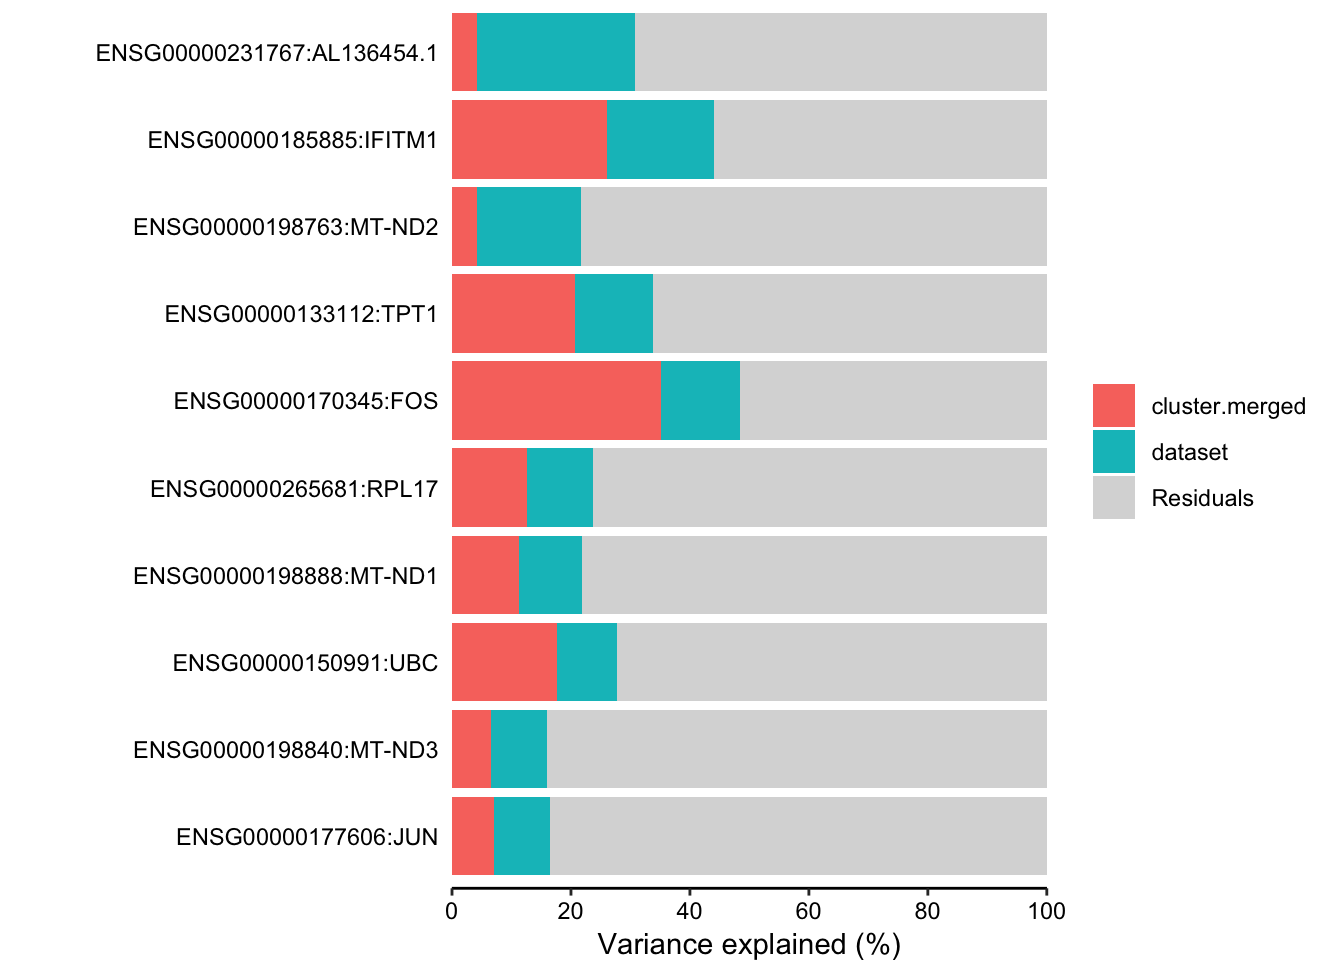 ENSG00000231767:AL136454.1
ENSG00000185885:IFITM1
ENSG00000198763:MT-ND2
ENSG00000133112:TPT1
ENSG00000170345:FOS
ENSG00000265681:RPL17
ENSG00000198888:MT-ND1
ENSG00000150991:UBC
ENSG00000198840:MT-ND3
ENSG00000177606:JUN
0 20 40 60 80 100
Variance explained (%)
cluster.merged
dataset
Residuals